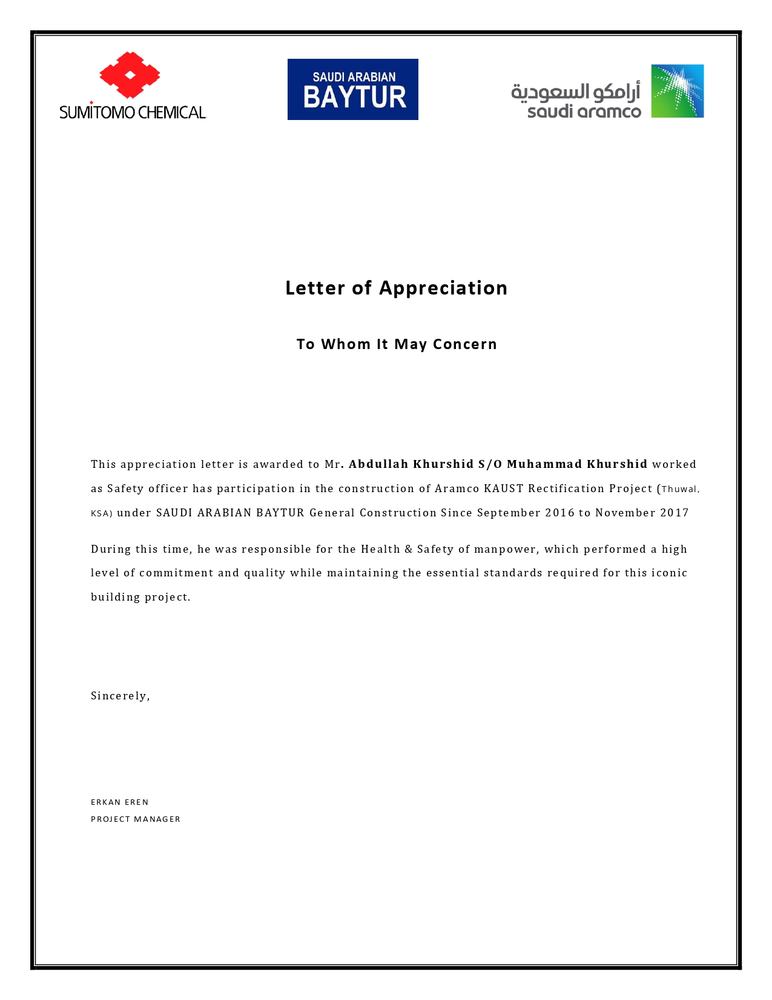 SUMITOMO CHEMICAL
SAUDI ARABIAN
BAYTUR
أرامكو السعودية
saudi aramco
Letter of Appreciation
To Whom It May Concern
This appreciation letter is awarded to Mr. Abdullah Khurshid S/O Muhammad Khurshid worked
as Safety officer has participation in the construction of Aramco KAUST Rectification Project (Thuwal,
KSA) under SAUDI ARABIAN BAYTUR General Construction Since September 2016 to November 2017
During this time, he was responsible for the Health & Safety of manpower, which performed a high
level of commitment and quality while maintaining the essential standards required for this iconic
building project.
Sincerely,
ERKAN EREN
PROJECT MANAGER